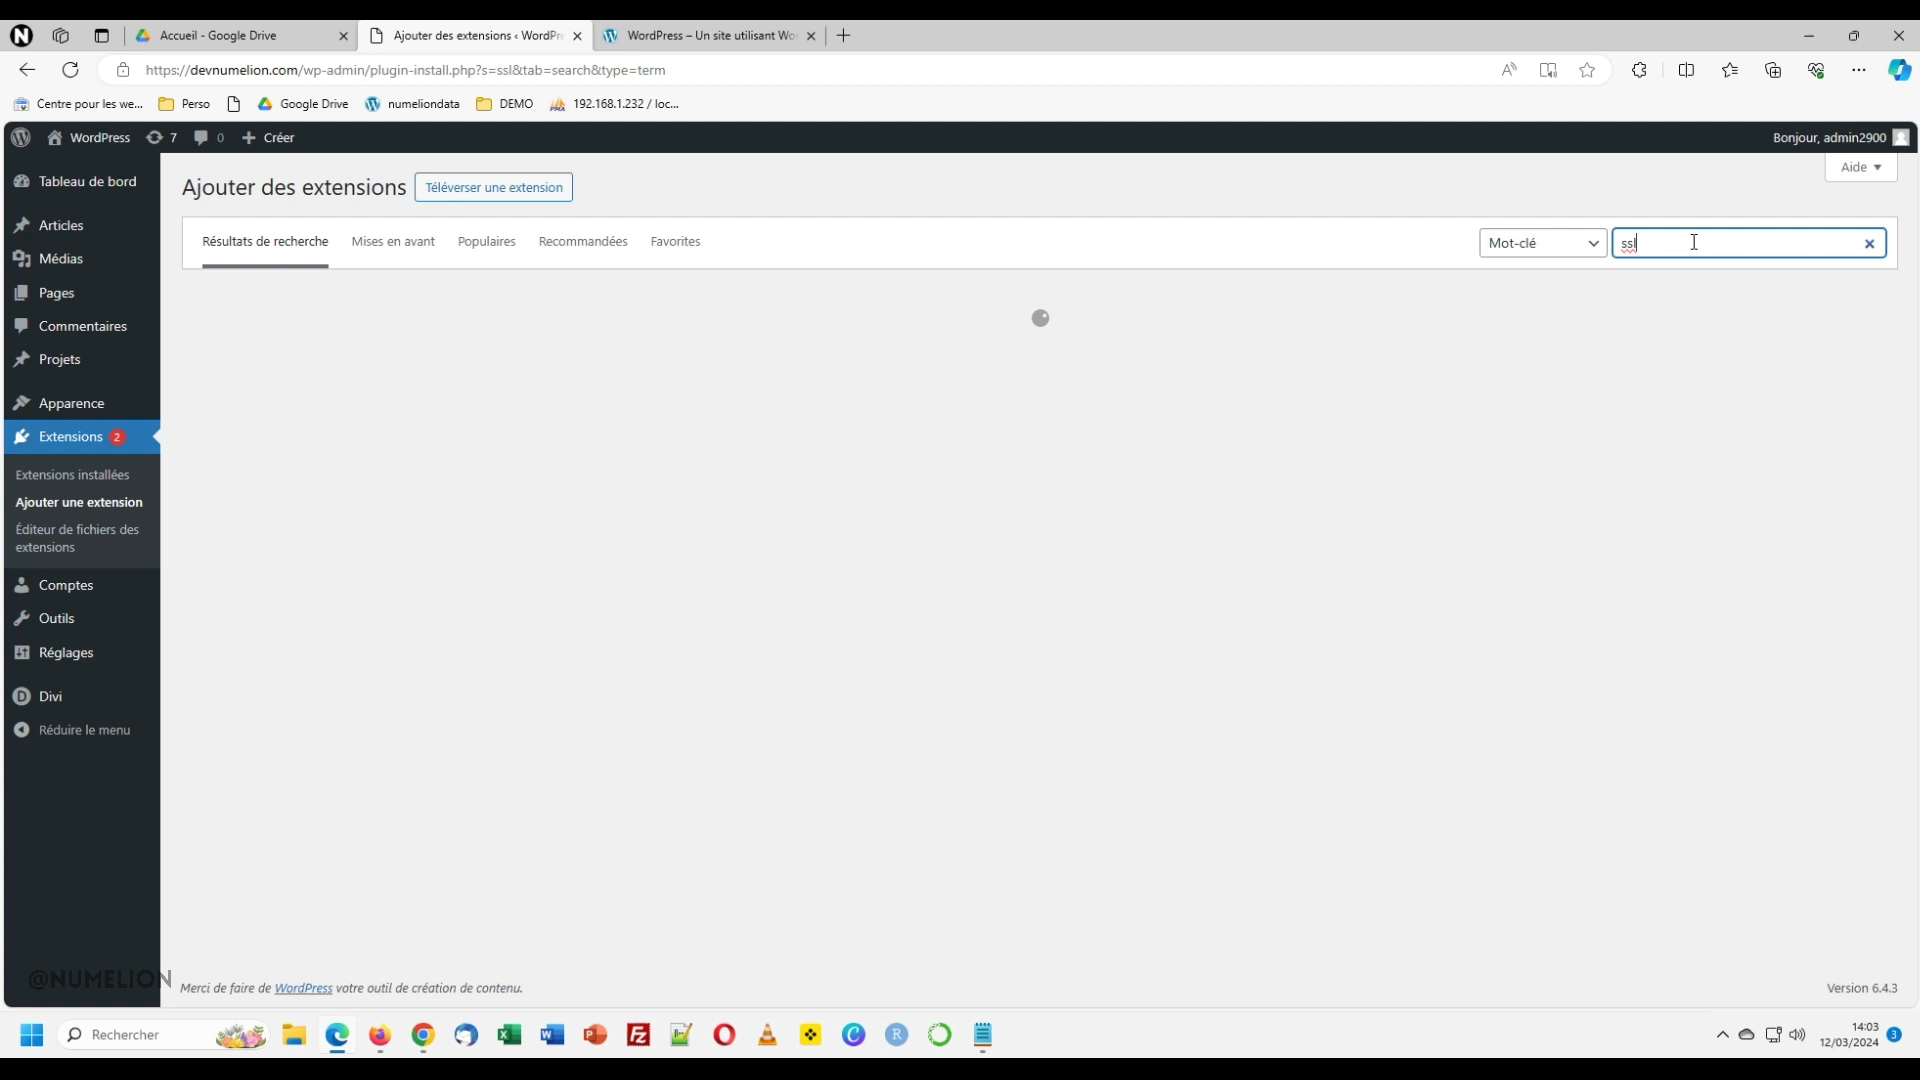 Accueil - Google Drive
Ajouter des extensions ‹ WordPre
WordPress – Un site utilisant Wo
https://devnumelion.com/wp-admin/plugin-install.php?s=ssl&tab=search&type=term
Centre pour les we...
Perso
Google Drive
numeliondata
DEMO
192.168.1.232 / loc...
WordPress
7
0
Créer
Bonjour, admin2900
Aide
Tableau de bord
Articles
Médias
Pages
Commentaires
Projets
Apparence
Extensions 2
Extensions installées
Ajouter une extension
Éditeur de fichiers des
extensions
Comptes
Outils
Réglages
Divi
Réduire le menu
Ajouter des extensions
Téléverser une extension
Résultats de recherche
Mises en avant
Populaires
Recommandées
Favorites
Mot-clé
ssl
@NUMELION
Merci de faire de WordPress votre outil de création de contenu.
Version 6.4.3
Rechercher
14:03
12/03/2024
3